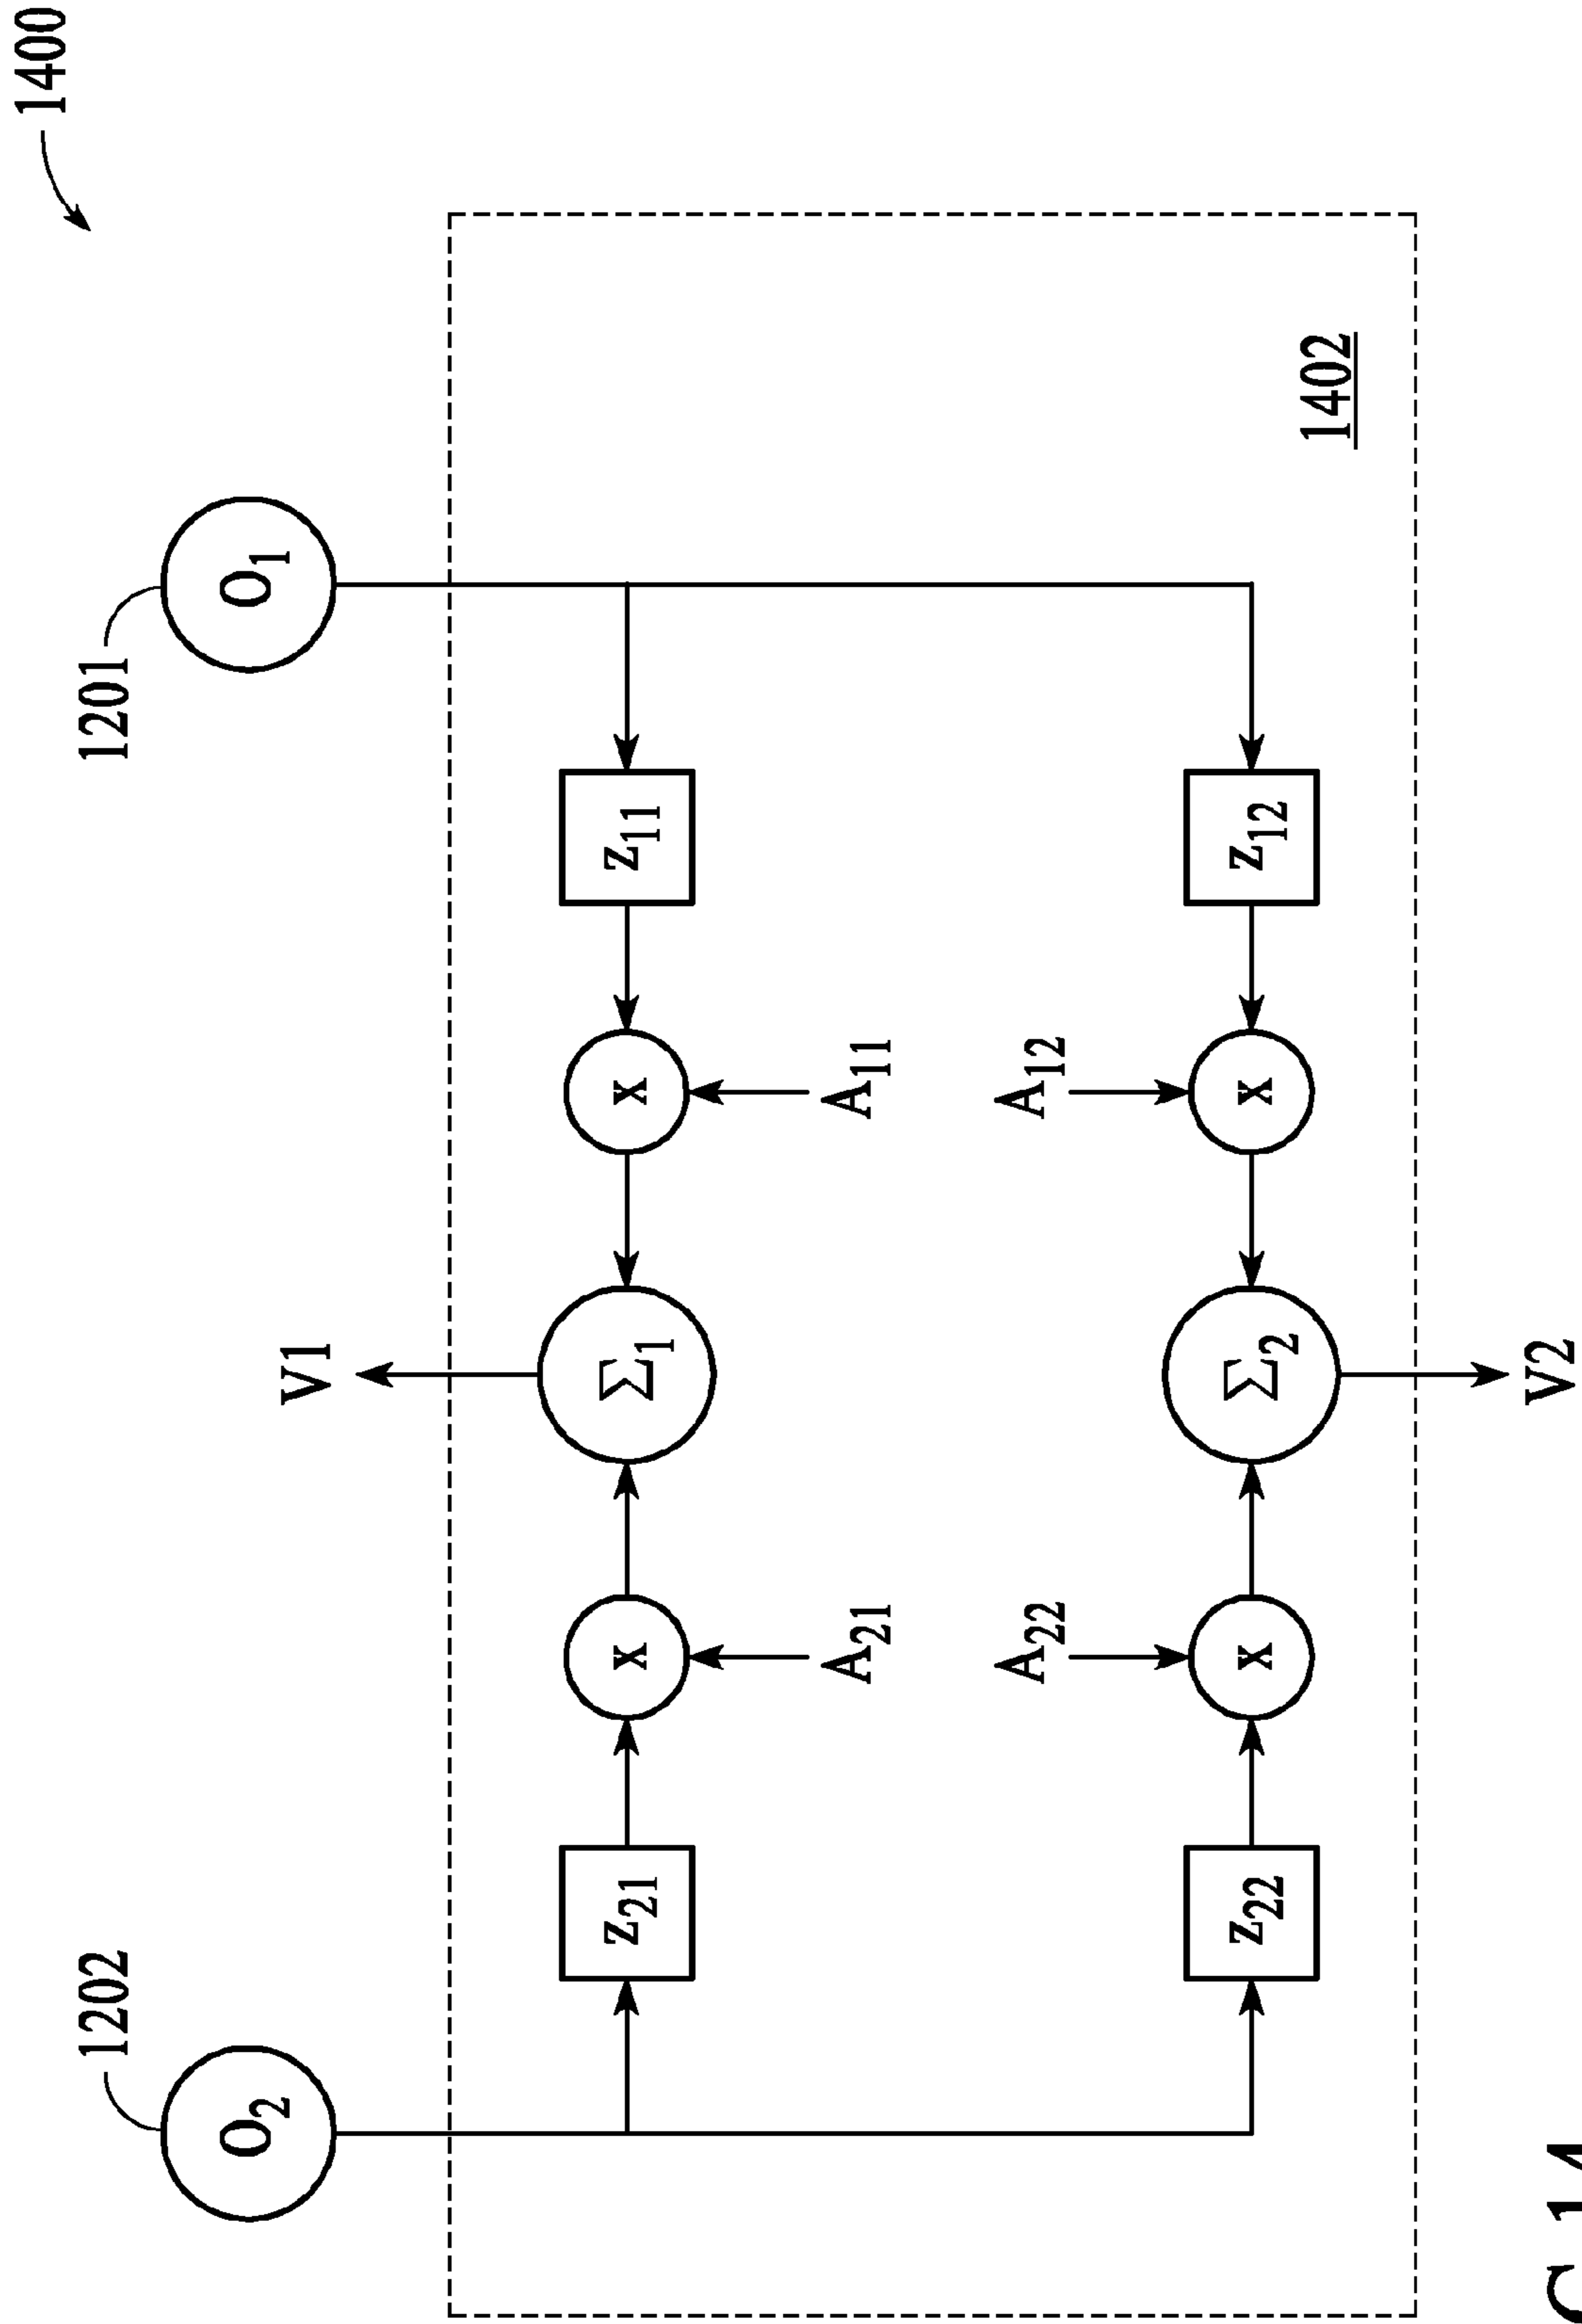 1400
1202
1201
O₂
O₁
V1
z₂₁
x
Σ₁
x
z₁₁
A₂₁
A₁₁
A₂₂
A₁₂
z₂₂
x
Σ₂
x
z₁₂
1402
V2